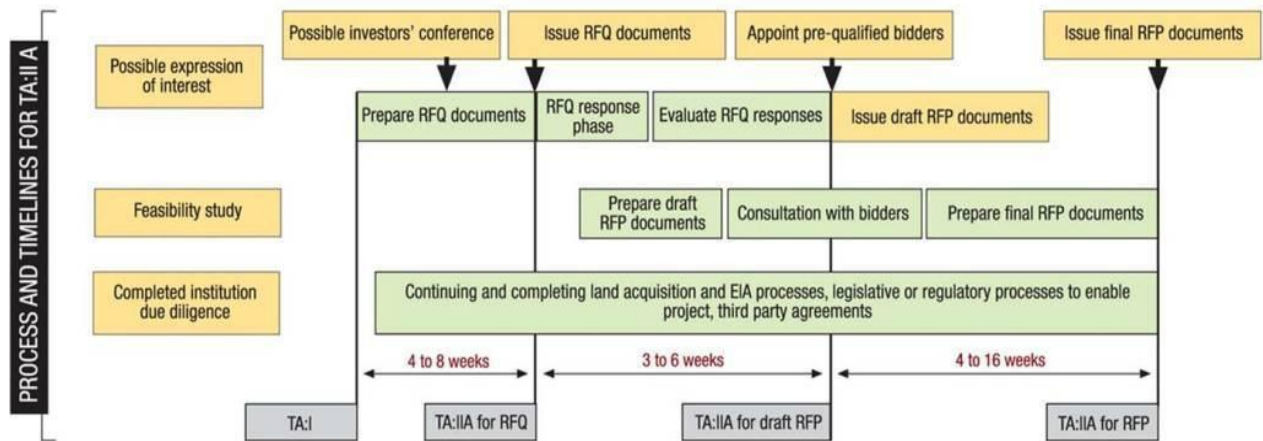 PROCESS AND TIMELINES FOR TA:II A
Possible investors' conference
Issue RFQ documents
Appoint pre-qualified bidders
Issue final RFP documents
Possible expression
of interest
Prepare RFQ documents
RFQ response
phase
Evaluate RFQ responses
Issue draft RFP documents
Feasibility study
Prepare draft
RFP documents
Consultation with bidders
Prepare final RFP documents
Completed institution
due diligence
Continuing and completing land acquisition and EIA processes, legislative or regulatory processes to enable
project, third party agreements
4 to 8 weeks
3 to 6 weeks
4 to 16 weeks
TA:I
TA:IIA for RFQ
TA:IIA for draft RFP
TA:IIA for RFP